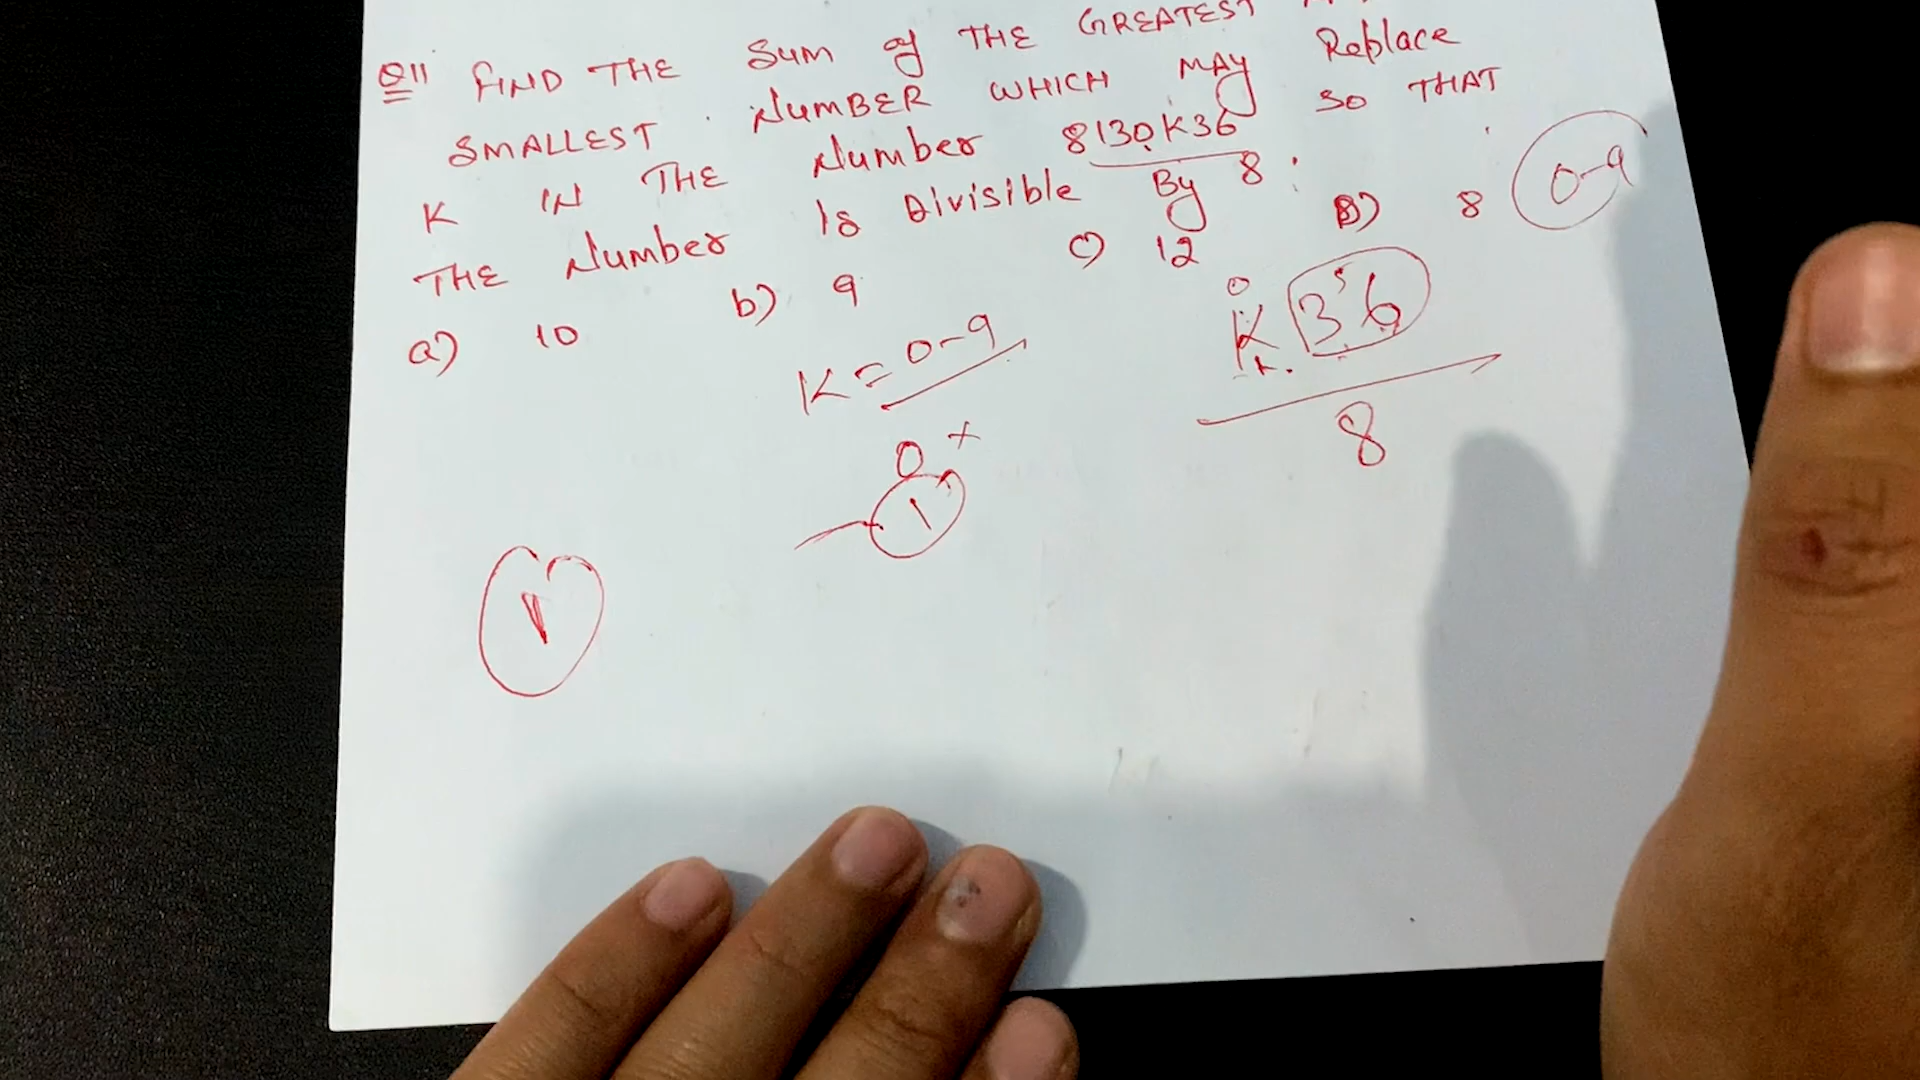 Q11 FIND THE SUM of THE GREATEST
SMALLEST NUMBER WHICH MAY Replace
K IN THE Number 8130K36 SO THAT
THE Number IS Divisible By 8:
a) 10 b) 9 c) 12 D) 8
0-9
K = 0-9
K36
8
0
0 +
1
1